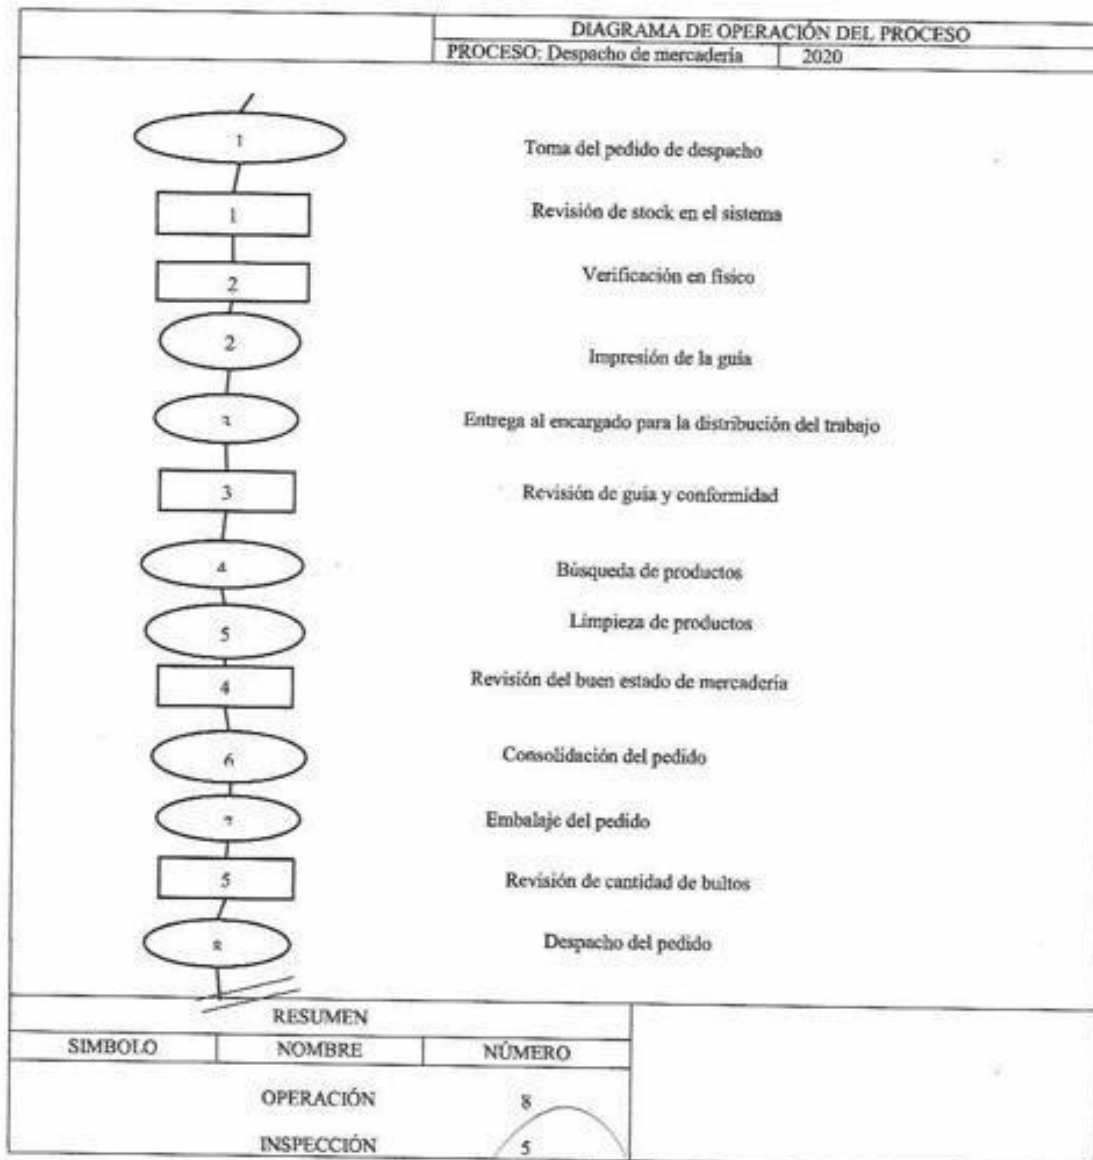 DIAGRAMA DE OPERACIÓN DEL PROCESO
PROCESO: Despacho de mercadería 2020
1 Toma del pedido de despacho
1 Revisión de stock en el sistema
2 Verificación en físico
2 Impresión de la guía
3 Entrega al encargado para la distribución del trabajo
3 Revisión de guía y conformidad
4 Búsqueda de productos
5 Limpieza de productos
4 Revisión del buen estado de mercadería
6 Consolidación del pedido
7 Embalaje del pedido
5 Revisión de cantidad de bultos
8 Despacho del pedido
RESUMEN
SIMBOLO NOMBRE NÚMERO
OPERACIÓN 8
INSPECCIÓN 5